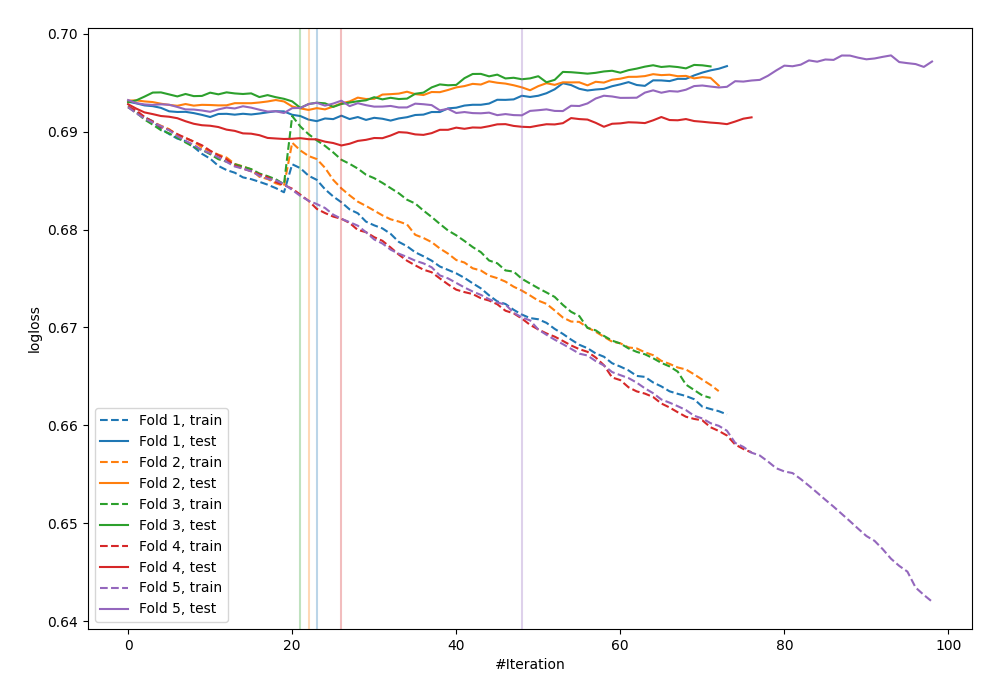 0.70
0.69
0.68
0.67
0.66
0.65
0.64
logloss
Fold 1, train
Fold 1, test
Fold 2, train
Fold 2, test
Fold 3, train
Fold 3, test
Fold 4, train
Fold 4, test
Fold 5, train
Fold 5, test
0
20
40
60
80
100
#Iteration